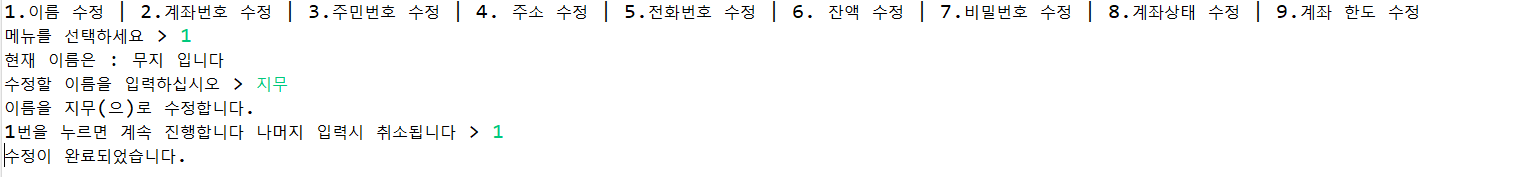 1.이름 수정 | 2.계좌번호 수정 | 3.주민번호 수정 | 4. 주소 수정 | 5.전화번호 수정 | 6. 잔액 수정 | 7.비밀번호 수정 | 8.계좌상태 수정 | 9.계좌 한도 수정
메뉴를 선택하세요 > 1
현재 이름은 : 무지 입니다
수정할 이름을 입력하십시오 > 지무
이름을 지무(으)로 수정합니다.
1번을 누르면 계속 진행합니다 나머지 입력시 취소됩니다 > 1
수정이 완료되었습니다.